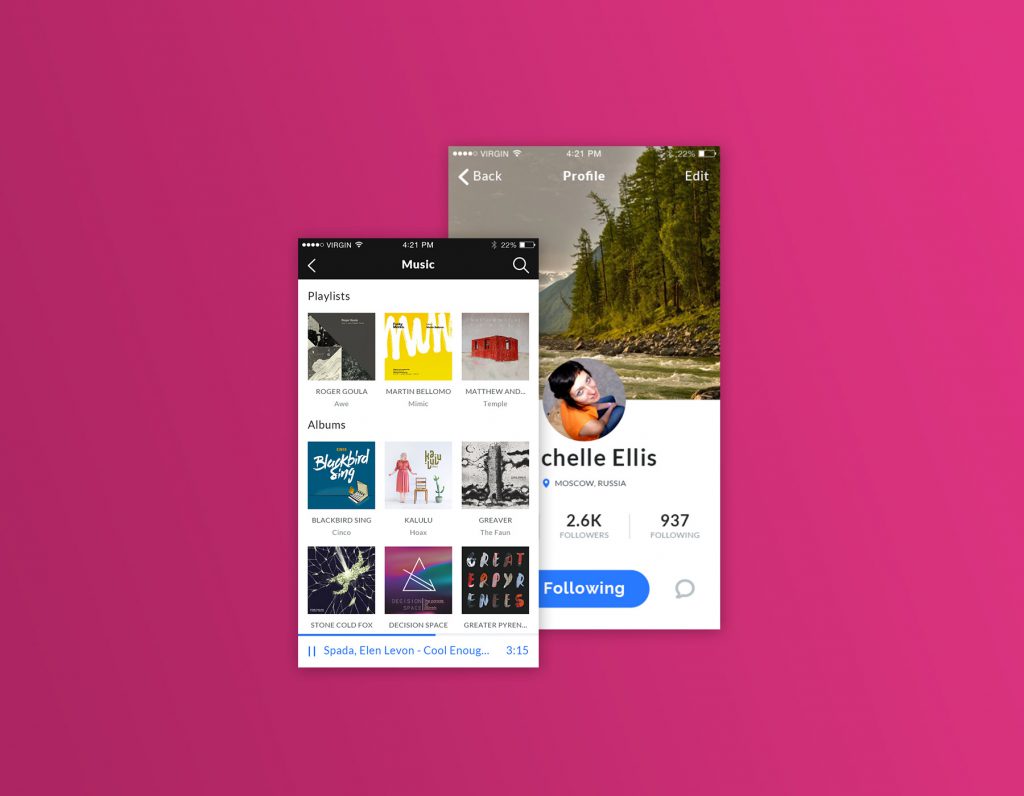 VIRGIN 4:21 PM 22%
Back Profile Edit
chelle Ellis
MOSCOW, RUSSIA
2.6K 937
FOLLOWERS FOLLOWING
Following
VIRGIN 4:21 PM 22%
Music
Playlists
ROGER GOULA MARTIN BELLOMO MATTHEW AND...
Awe Mimic Temple
Albums
Blackbird
Sing
kalu
lulu
BLACKBIRD SING KALULU GREAVER
Cinco Hoax The Faun
DECISION
SPACE
GREAT
ERPYR
ENEES
STONE COLD FOX DECISION SPACE GREATER PYREN...
Spada, Elen Levon - Cool Enoug... 3:15